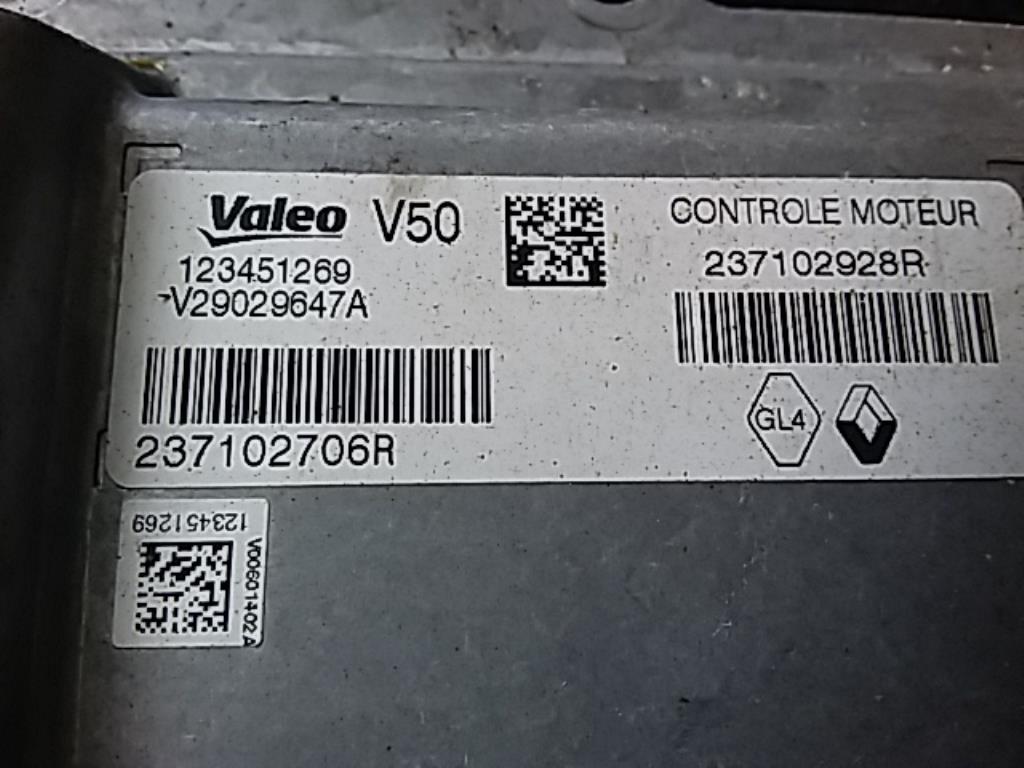 Valeo V50
123451269
V29029647A
237102706R
CONTROLE MOTEUR
237102928R
GL4
123451269
V00601402A